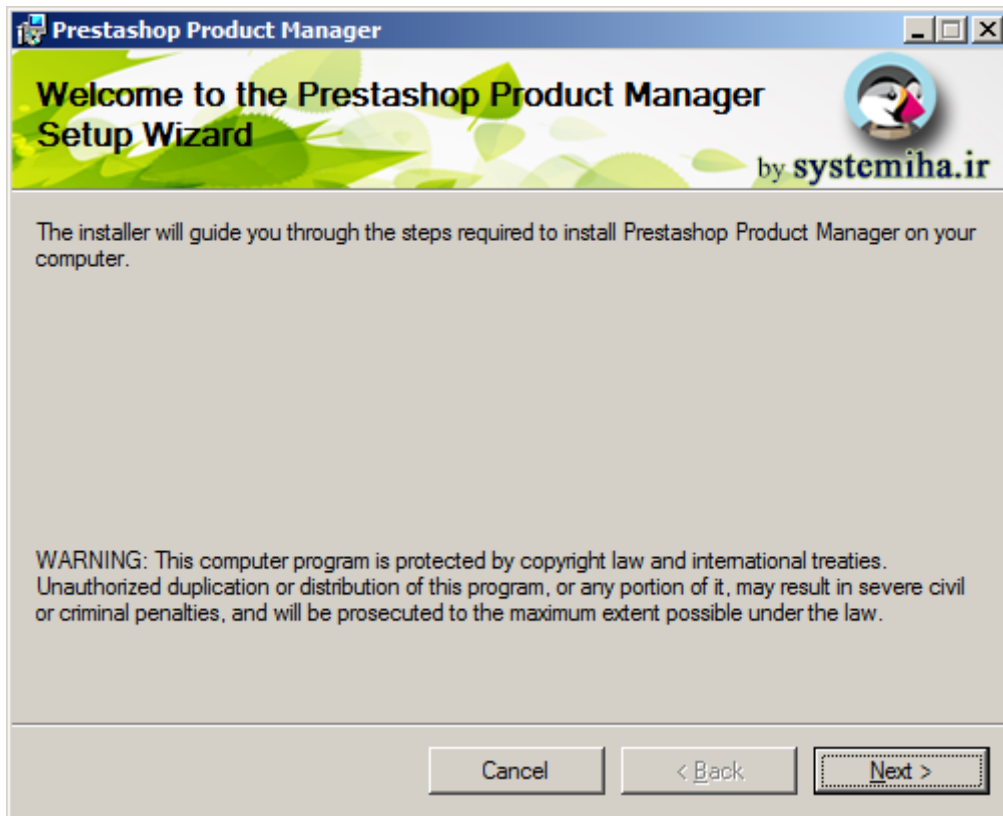 Prestashop Product Manager
Welcome to the Prestashop Product Manager
Setup Wizard
by systemiha.ir
The installer will guide you through the steps required to install Prestashop Product Manager on your
computer.
WARNING: This computer program is protected by copyright law and international treaties.
Unauthorized duplication or distribution of this program, or any portion of it, may result in severe civil
or criminal penalties, and will be prosecuted to the maximum extent possible under the law.
Cancel < Back Next >